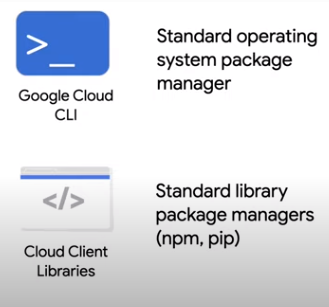 >_
Google Cloud
CLI
Standard operating
system package
manager
</>
Cloud Client
Libraries
Standard library
package managers
(npm, pip)